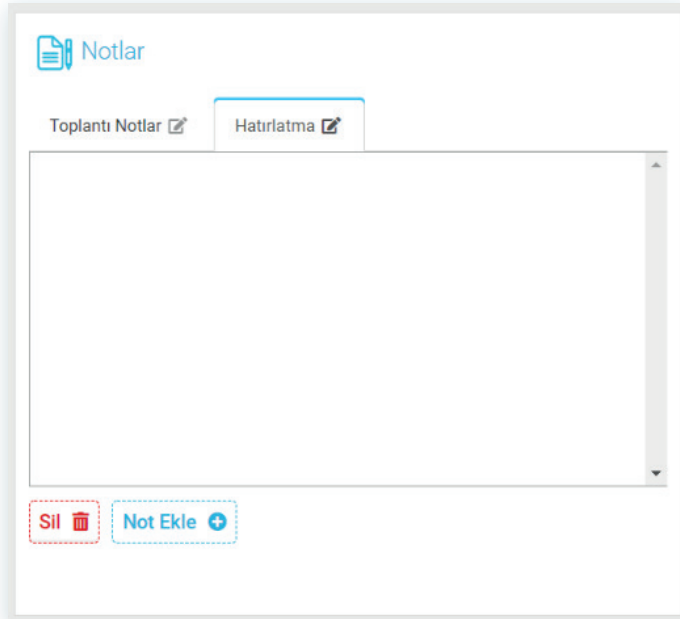 Notlar
Toplantı Notlar
Hatırlatma
Sil
Not Ekle